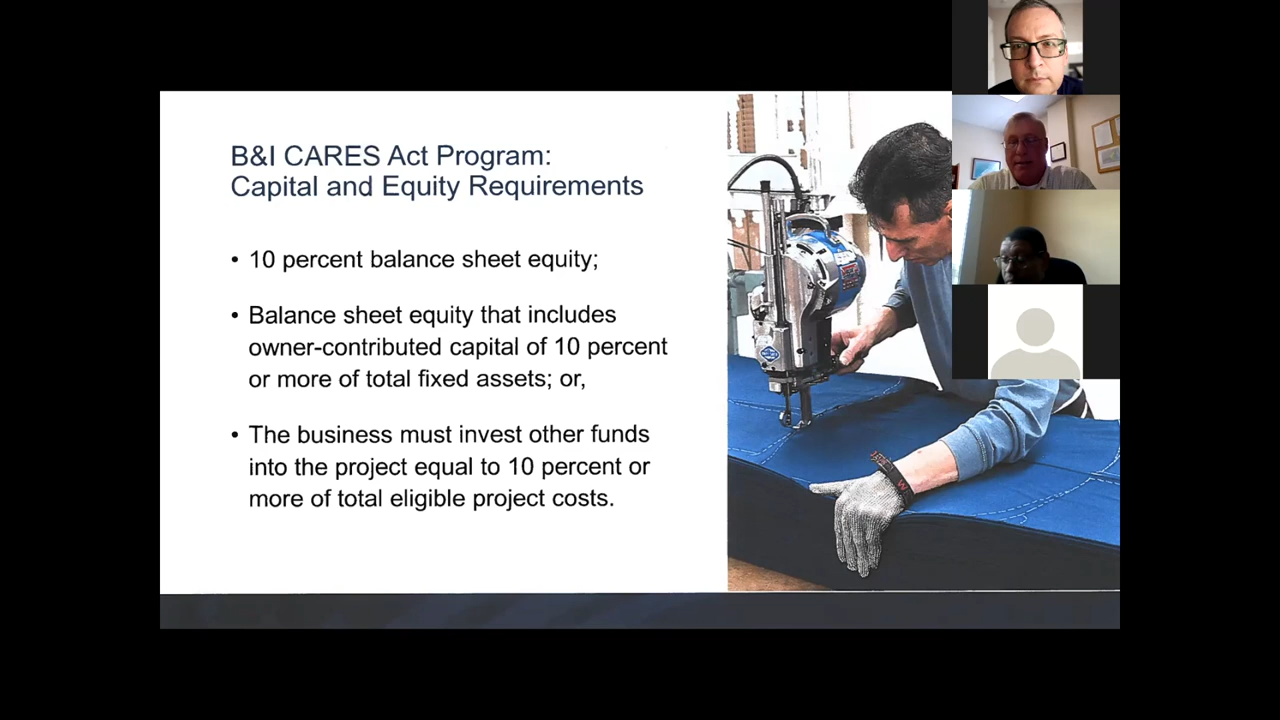 B&I CARES Act Program:
Capital and Equity Requirements
• 10 percent balance sheet equity;
• Balance sheet equity that includes
owner-contributed capital of 10 percent
or more of total fixed assets; or,
• The business must invest other funds
into the project equal to 10 percent or
more of total eligible project costs.